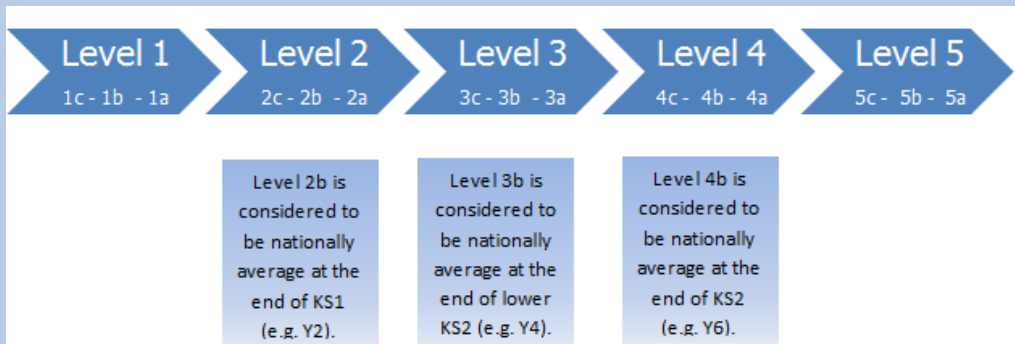 Level 1
1c - 1b - 1a
Level 2
2c - 2b - 2a
Level 3
3c - 3b - 3a
Level 4
4c - 4b - 4a
Level 5
5c - 5b - 5a
Level 2b is
considered to
be nationally
average at the
end of KS1
(e.g. Y2).
Level 3b is
considered to
be nationally
average at the
end of lower
KS2 (e.g. Y4).
Level 4b is
considered to
be nationally
average at the
end of KS2
(e.g. Y6).